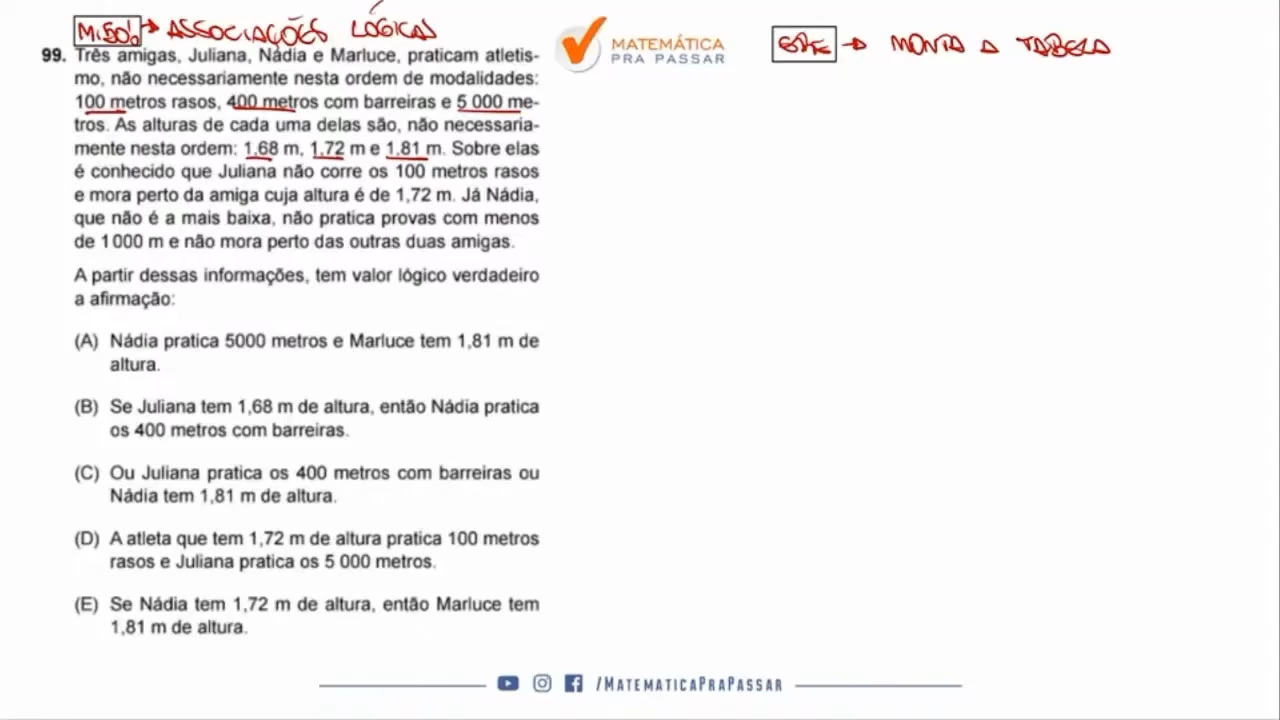 ASSOCIAÇÕES LÓGICAS
99. Três amigas, Juliana, Nádia e Marluce, praticam atletis-
mo, não necessariamente nesta ordem de modalidades:
100 metros rasos, 400 metros com barreiras e 5 000 me-
tros. As alturas de cada uma delas são, não necessaria-
mente nesta ordem: 1,68 m, 1,72 m e 1,81 m. Sobre elas
é conhecido que Juliana não corre os 100 metros rasos
e mora perto da amiga cuja altura é de 1,72 m. Já Nádia,
que não é a mais baixa, não pratica provas com menos
de 1 000 m e não mora perto das outras duas amigas.
A partir dessas informações, tem valor lógico verdadeiro
a afirmação:
(A) Nádia pratica 5000 metros e Marluce tem 1,81 m de
altura.
(B) Se Juliana tem 1,68 m de altura, então Nádia pratica
os 400 metros com barreiras.
(C) Ou Juliana pratica os 400 metros com barreiras ou
Nádia tem 1,81 m de altura.
(D) A atleta que tem 1,72 m de altura pratica 100 metros
rasos e Juliana pratica os 5 000 metros.
(E) Se Nádia tem 1,72 m de altura, então Marluce tem
1,81 m de altura.
MATEMÁTICA
PRA PASSAR
MONTA A TABELA
/MATEMATICAPRAPASSAR